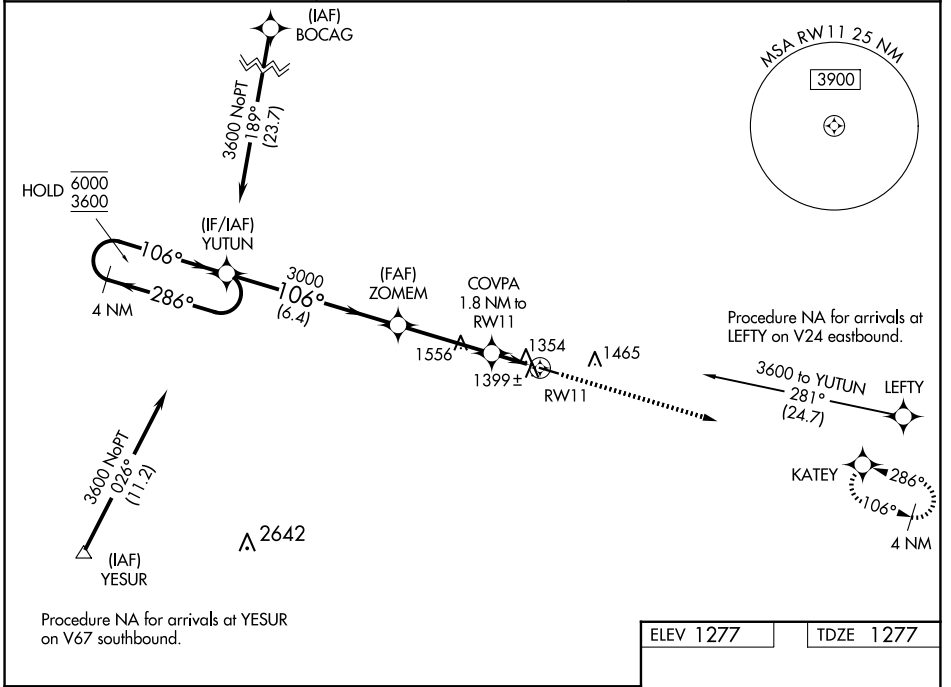 (IAF)
BOCAG
MSA RW11 25 NM
3900
3600 NoPT
189°
(23.7)
HOLD 6000
3600
(IF/IAF)
YUTUN
106°
286°
4 NM
3000
106°
(6.4)
(FAF)
ZOMEM
COVPA
1.8 NM to
RW11
1556
1354
1399±
1465
RW11
Procedure NA for arrivals at
LEFTY on V24 eastbound.
3600 to YUTUN
281°
(24.7)
LEFTY
KATEY
286°
106°
4 NM
3600 NoPT
026°
(11.2)
(IAF)
YESUR
2642
Procedure NA for arrivals at YESUR
on V67 southbound.
ELEV 1277
TDZE 1277